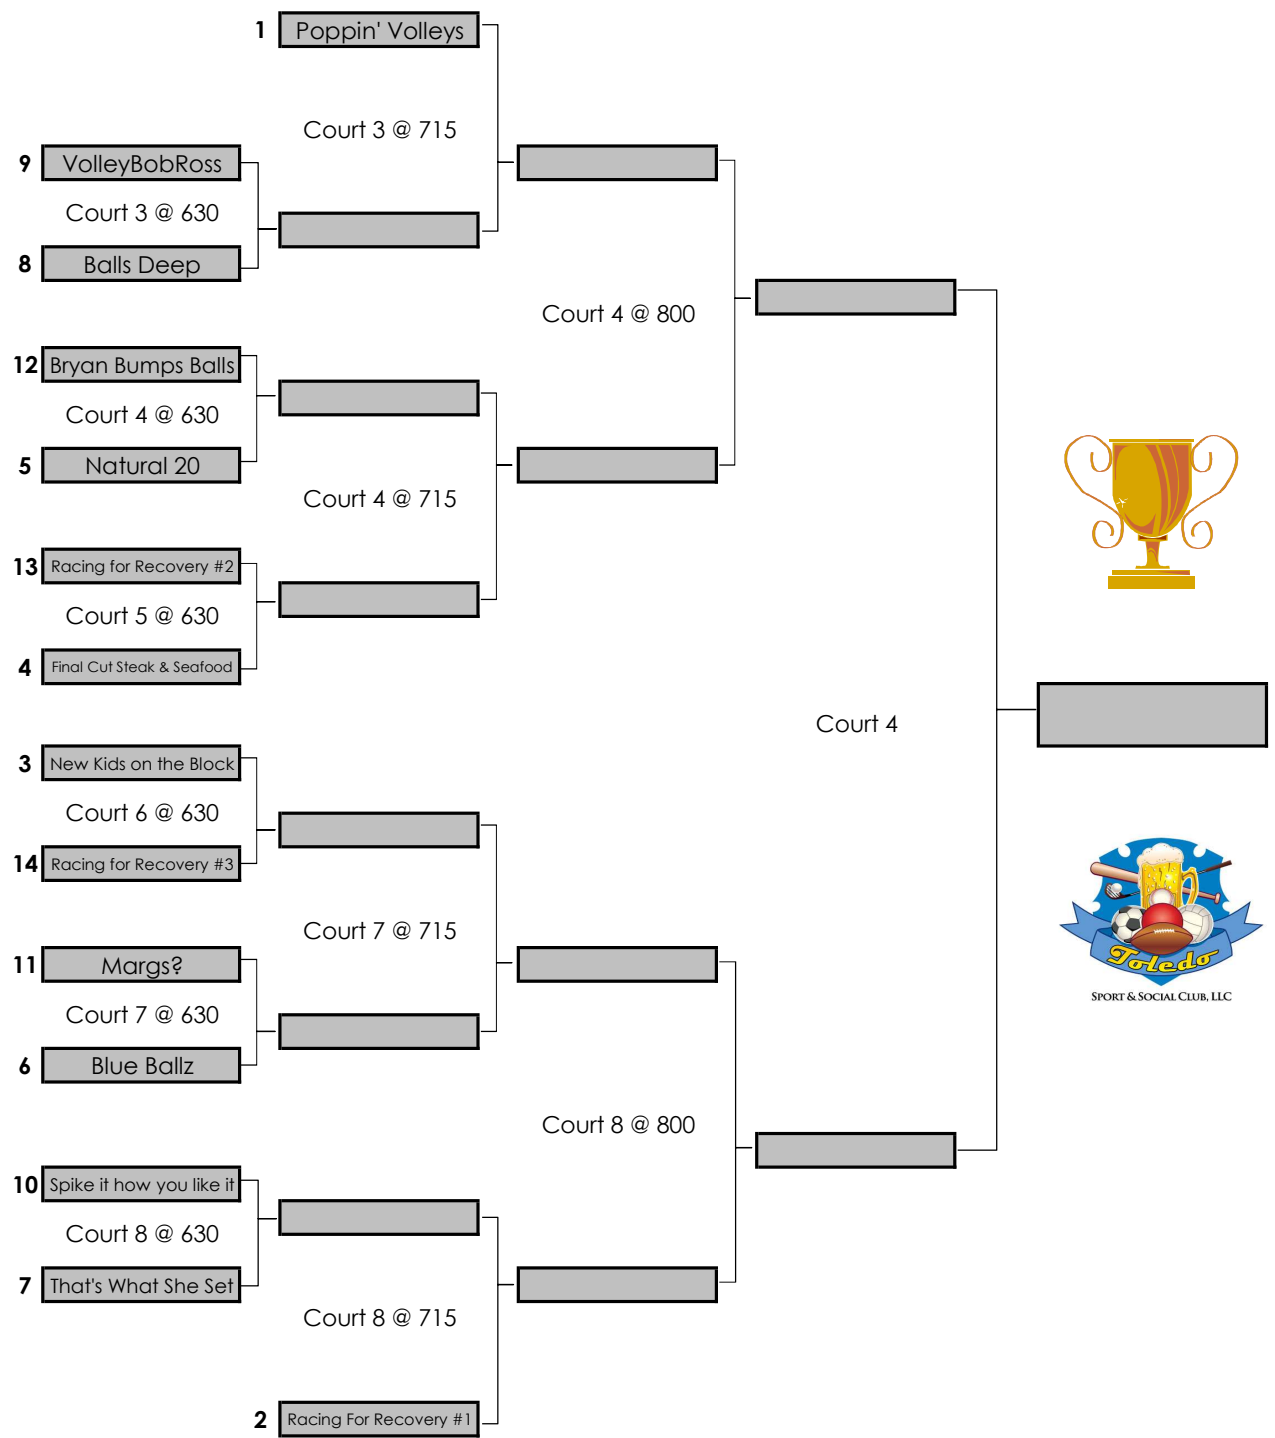 1 Poppin' Volleys
Court 3 @ 715
9 VolleyBobRoss
Court 3 @ 630
8 Balls Deep
Court 4 @ 800
12 Bryan Bumps Balls
Court 4 @ 630
5 Natural 20
Court 4 @ 715
13 Racing for Recovery #2
Court 5 @ 630
4 Final Cut Steak & Seafood
Court 4
3 New Kids on the Block
Court 6 @ 630
14 Racing for Recovery #3
Court 7 @ 715
11 Margs?
Court 7 @ 630
6 Blue Ballz
Toledo
SPORT & SOCIAL CLUB, LLC
Court 8 @ 800
10 Spike it how you like it
Court 8 @ 630
7 That's What She Set
Court 8 @ 715
2 Racing For Recovery #1